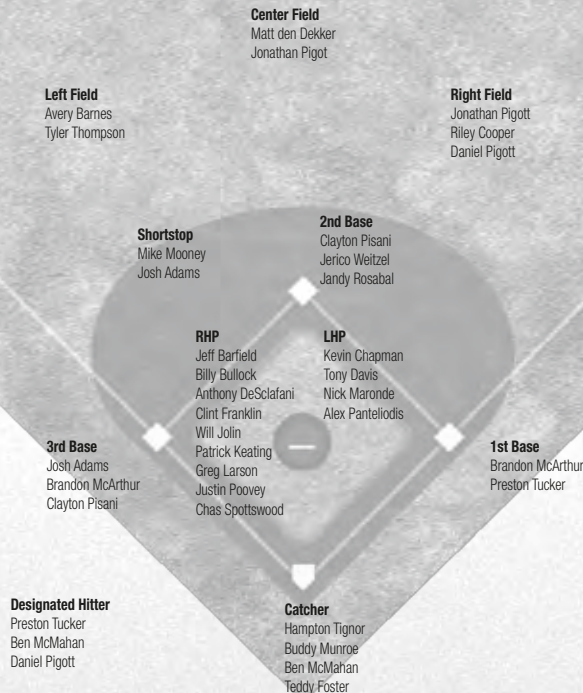 Center Field
Matt den Dekker
Jonathan Pigot
Left Field
Avery Barnes
Tyler Thompson
Right Field
Jonathan Pigott
Riley Cooper
Daniel Pigott
Shortstop
Mike Mooney
Josh Adams
2nd Base
Clayton Pisani
Jerico Weitzel
Jandy Rosabal
RHP
Jeff Barfield
Billy Bullock
Anthony DeSclafani
Clint Franklin
Will Jolin
Patrick Keating
Greg Larson
Justin Poovey
Chas Spottswood
LHP
Kevin Chapman
Tony Davis
Nick Maronde
Alex Panteliodis
3rd Base
Josh Adams
Brandon McArthur
Clayton Pisani
1st Base
Brandon McArthur
Preston Tucker
Designated Hitter
Preston Tucker
Ben McMahan
Daniel Pigott
Catcher
Hampton Tignor
Buddy Munroe
Ben McMahan
Teddy Foster